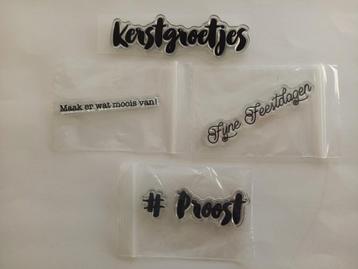 Kerstgroetjes
Maak er wat moois van!
Fijne Feestdagen
# Proost